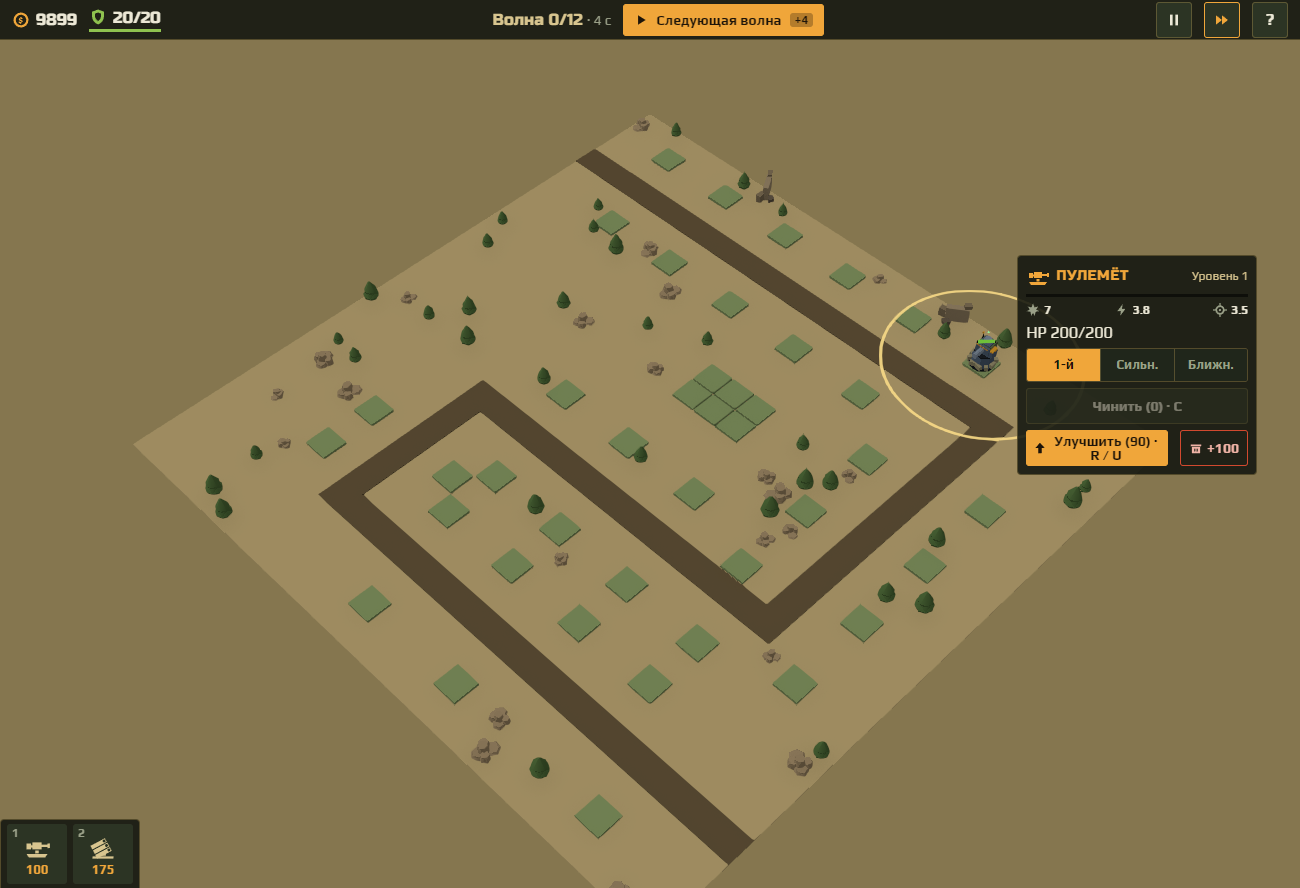 9899 20/20 Волна 0/12 · 4 с Следующая волна +4 ?
ПУЛЕМЁТ Уровень 1
7 3.8 3.5
HP 200/200
1-й Сильн. Ближн.
Чинить (0) · C
Улучшить (90) ·
R / U
+100
1 2
100 175